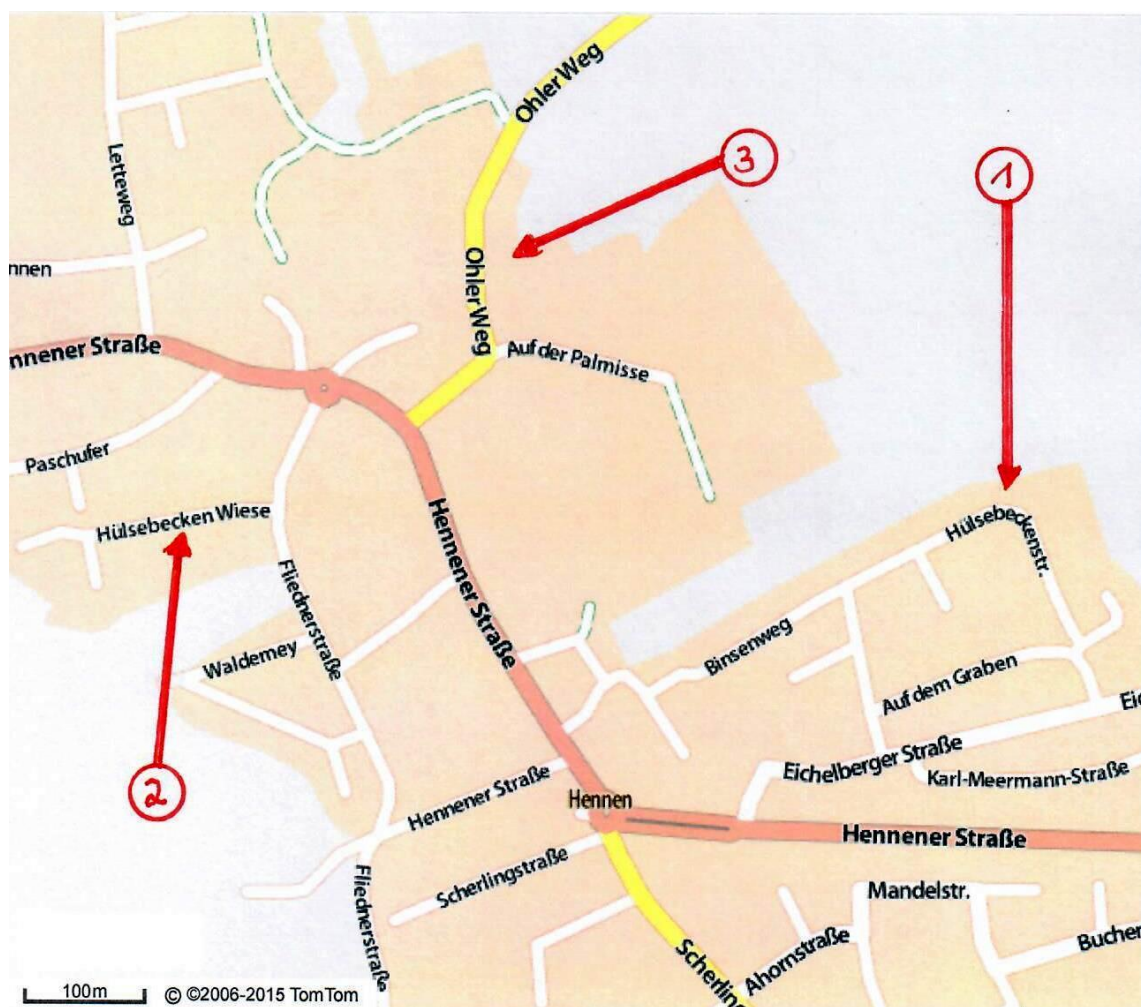 Ohler Weg
3
1
Letteweg
nnen
Ohler Weg
nnener Straße
Auf der Palmisse
Paschufer
Hülsebecken Wiese
Hennener Straße
Hülsebeckenstr.
Fliednerstraße
Waldemey
Binsenweg
Auf dem Graben
Eic
2
Eichelberger Straße
Karl-Meermann-Straße
Hennener Straße
Hennen
Hennener Straße
Scherlingstraße
Fliednerstraße
Mandelstr.
Scherling
Ahornstraße
Bucher
100m
© ©2006-2015 TomTom